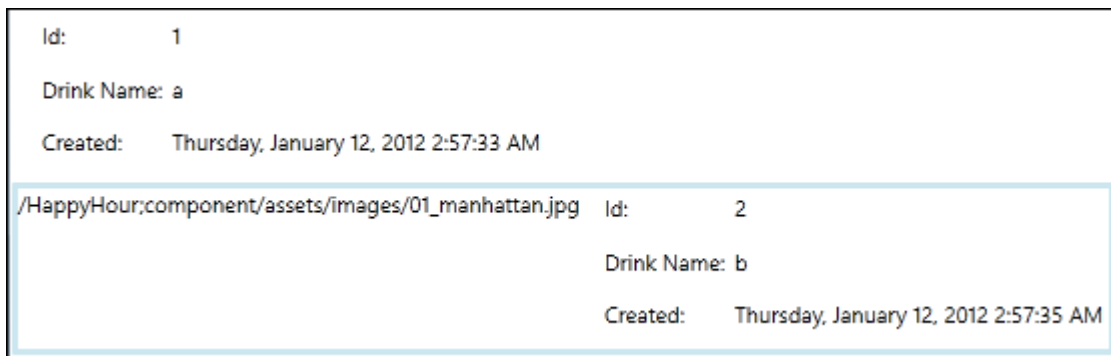 Id: 1
Drink Name: a
Created: Thursday, January 12, 2012 2:57:33 AM
/HappyHour;component/assets/images/01_manhattan.jpg Id: 2
Drink Name: b
Created: Thursday, January 12, 2012 2:57:35 AM